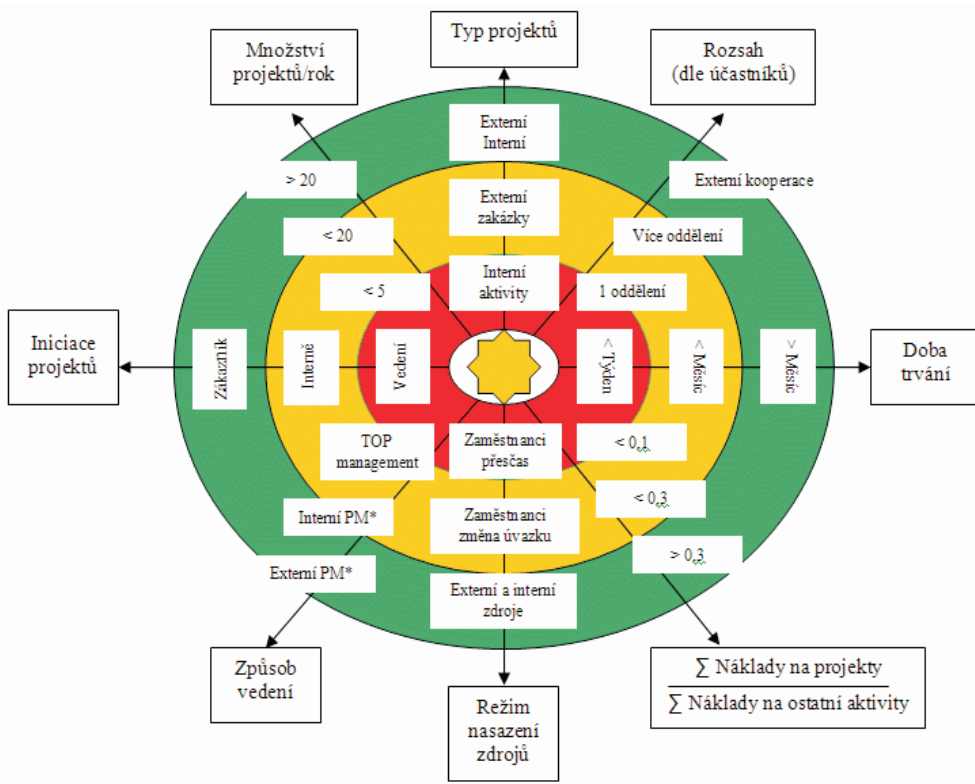 Typ projektů
Množství
projektů/rok
Rozsah
(dle účastníků)
Externí
Interní
> 20
Externí kooperace
Externí
zakázky
< 20
Více oddělení
Interní
aktivity
< 5
1 oddělení
Iniciace
projektů
Zákazník
Interně
Vedení
< Týden
< Měsíc
> Měsíc
Doba
trvání
TOP
management
Zaměstnanci
přesčas
< 0,1
Interní PM*
Zaměstnanci
změna úvazku
< 0,3
Externí PM*
Externí a interní
zdroje
> 0,3
Způsob
vedení
Režim
nasazení
zdrojů
∑ Náklady na projekty
∑ Náklady na ostatní aktivity